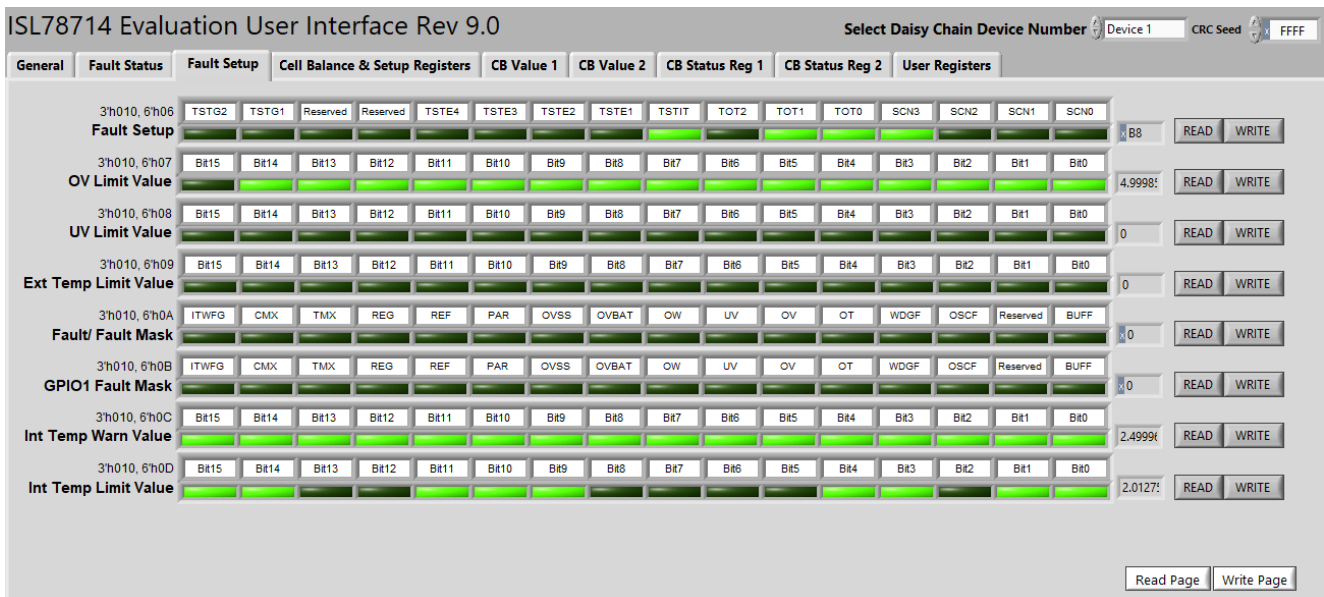 ISL78714 Evaluation User Interface Rev 9.0 Select Daisy Chain Device Number Device 1 CRC Seed x FFFF
General Fault Status Fault Setup Cell Balance & Setup Registers CB Value 1 CB Value 2 CB Status Reg 1 CB Status Reg 2 User Registers
3'h010, 6'h06 TSTG2 TSTG1 Reserved Reserved TSTE4 TSTE3 TSTE2 TSTE1 TSTIT TOT2 TOT1 TOT0 SCN3 SCN2 SCN1 SCN0
Fault Setup x B8 READ WRITE
3'h010, 6'h07 Bit15 Bit14 Bit13 Bit12 Bit11 Bit10 Bit9 Bit8 Bit7 Bit6 Bit5 Bit4 Bit3 Bit2 Bit1 Bit0
OV Limit Value 4.9998 READ WRITE
3'h010, 6'h08 Bit15 Bit14 Bit13 Bit12 Bit11 Bit10 Bit9 Bit8 Bit7 Bit6 Bit5 Bit4 Bit3 Bit2 Bit1 Bit0
UV Limit Value 0 READ WRITE
3'h010, 6'h09 Bit15 Bit14 Bit13 Bit12 Bit11 Bit10 Bit9 Bit8 Bit7 Bit6 Bit5 Bit4 Bit3 Bit2 Bit1 Bit0
Ext Temp Limit Value 0 READ WRITE
3'h010, 6'h0A ITWFG CMX TMX REG REF PAR OVSS OVBAT OW UV OV OT WDGF OSCF Reserved BUFF
Fault/ Fault Mask x 0 READ WRITE
3'h010, 6'h0B ITWFG CMX TMX REG REF PAR OVSS OVBAT OW UV OV OT WDGF OSCF Reserved BUFF
GPIO1 Fault Mask x 0 READ WRITE
3'h010, 6'h0C Bit15 Bit14 Bit13 Bit12 Bit11 Bit10 Bit9 Bit8 Bit7 Bit6 Bit5 Bit4 Bit3 Bit2 Bit1 Bit0
Int Temp Warn Value 2.4999 READ WRITE
3'h010, 6'h0D Bit15 Bit14 Bit13 Bit12 Bit11 Bit10 Bit9 Bit8 Bit7 Bit6 Bit5 Bit4 Bit3 Bit2 Bit1 Bit0
Int Temp Limit Value 2.0127 READ WRITE
Read Page Write Page